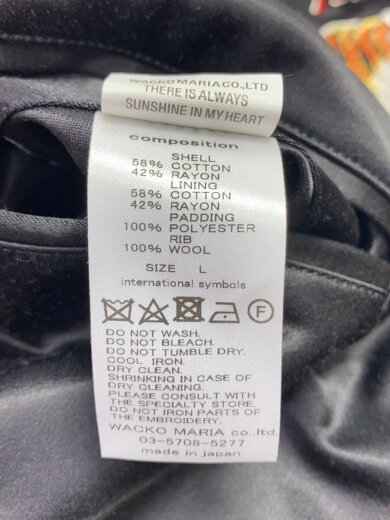 WACKO MARIA CO.,LTD
THERE IS ALWAYS
SUNSHINE IN MY HEART
composition
SHELL
58% COTTON
42% RAYON
LINING
58% COTTON
42% RAYON
PADDING
100% POLYESTER
RIB
100% WOOL
SIZE L
international symbols
F
DO NOT WASH.
DO NOT BLEACH.
DO NOT TUMBLE DRY.
COOL IRON.
DRY CLEAN.
SHRINKING IN CASE OF
DRY CLEANING.
PLEASE CONSULT WITH
THE SPECIALTY STORE.
DO NOT IRON PARTS OF
THE EMBROIDERY.
WACKO MARIA co.,ltd.
03-5708-5277
made in japan